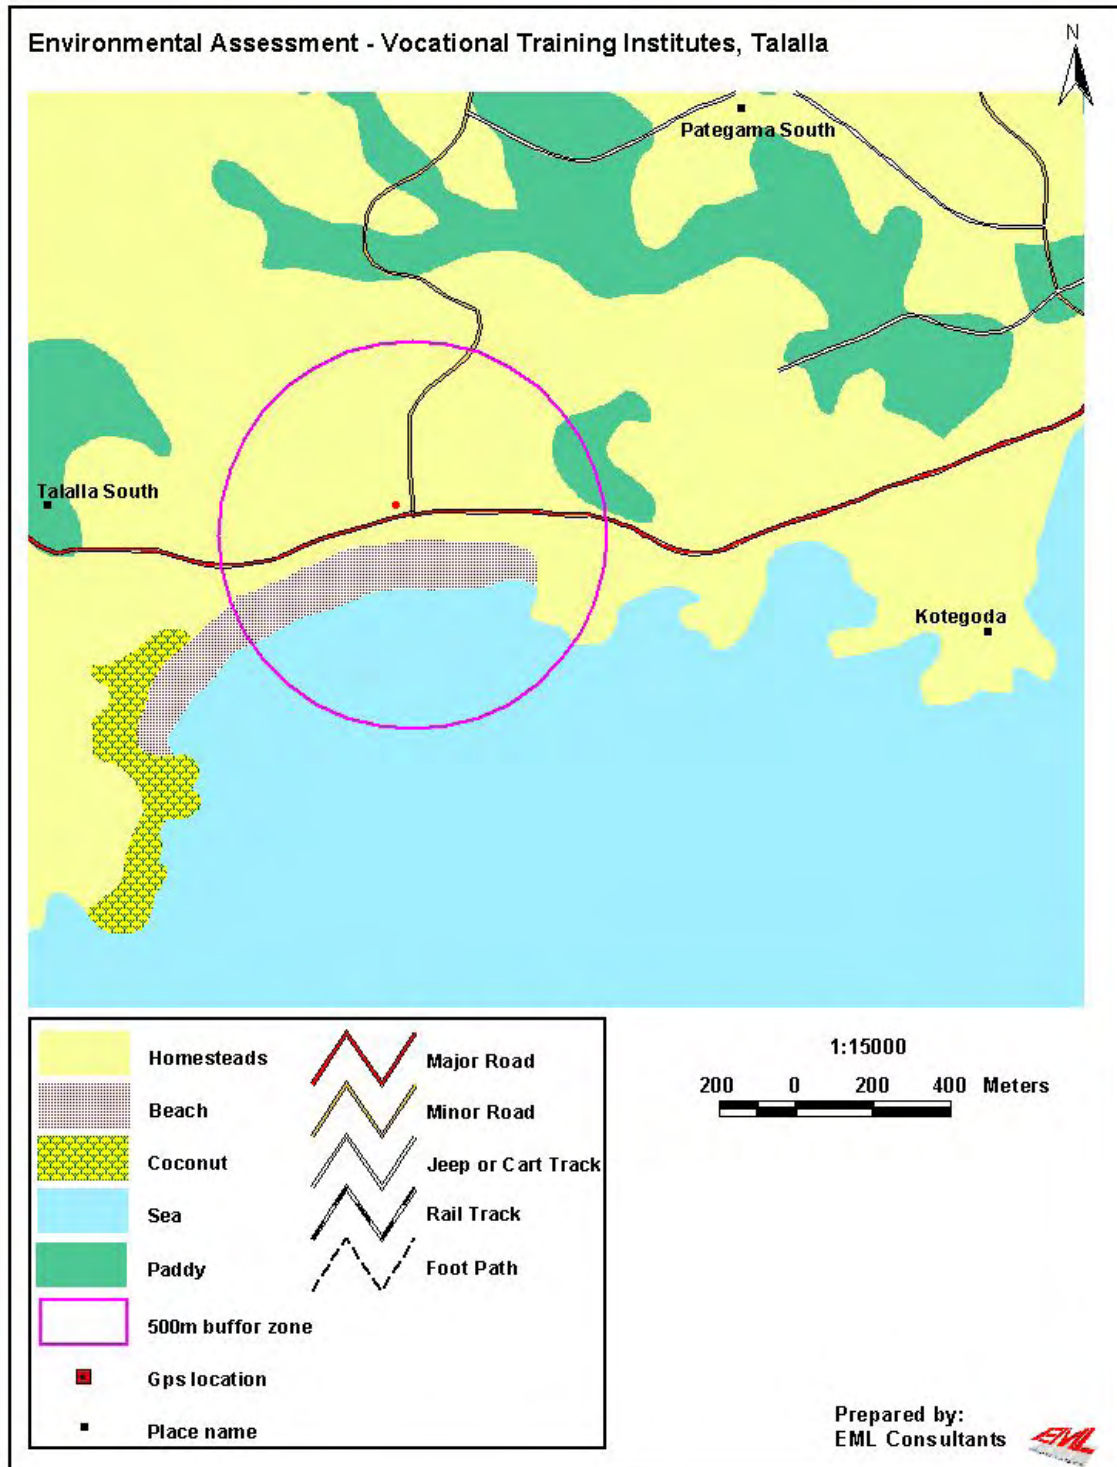 Environmental Assessment - Vocational Training Institutes, Talalla
N
Pategama South
Talalla South
Kotegoda
Homesteads
Beach
Coconut
Sea
Paddy
500m buffor zone
Gps location
Place name
Major Road
Minor Road
Jeep or Cart Track
Rail Track
Foot Path
1:15000
200 0 200 400 Meters
Prepared by:
EML Consultants
EML